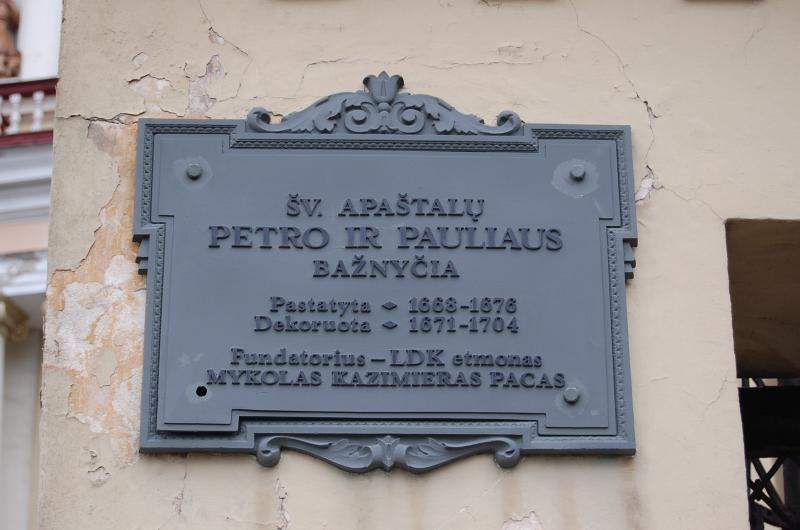 ŠV. APAŠTALŲ
PETRO IR PAULIAUS
BAŽNYČIA
Pastatyta ◇ 1668-1676
Dekoruota ◇ 1671-1704
Fundatorius – LDK etmonas
MYKOLAS KAZIMIERAS PACAS